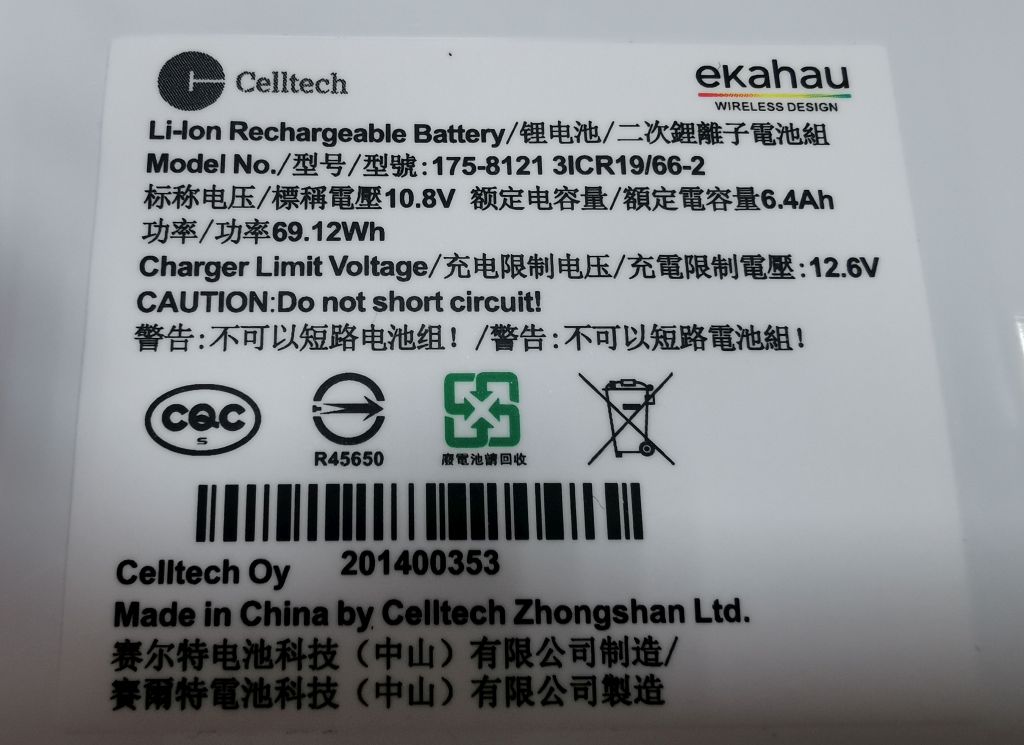 Celltech
ekahau
WIRELESS DESIGN
Li-Ion Rechargeable Battery/锂电池/二次鋰離子電池組
Model No./型号/型號:175-8121 3ICR19/66-2
标称电压/標稱電壓10.8V 额定电容量/額定電容量6.4Ah
功率/功率69.12Wh
Charger Limit Voltage/充电限制电压/充電限制電壓:12.6V
CAUTION:Do not short circuit!
警告:不可以短路电池组! /警告:不可以短路電池組!
CQC
S
R45650
廢電池請回收
201400353
Celltech Oy
Made in China by Celltech Zhongshan Ltd.
赛尔特电池科技（中山）有限公司制造/
賽爾特電池科技（中山）有限公司製造